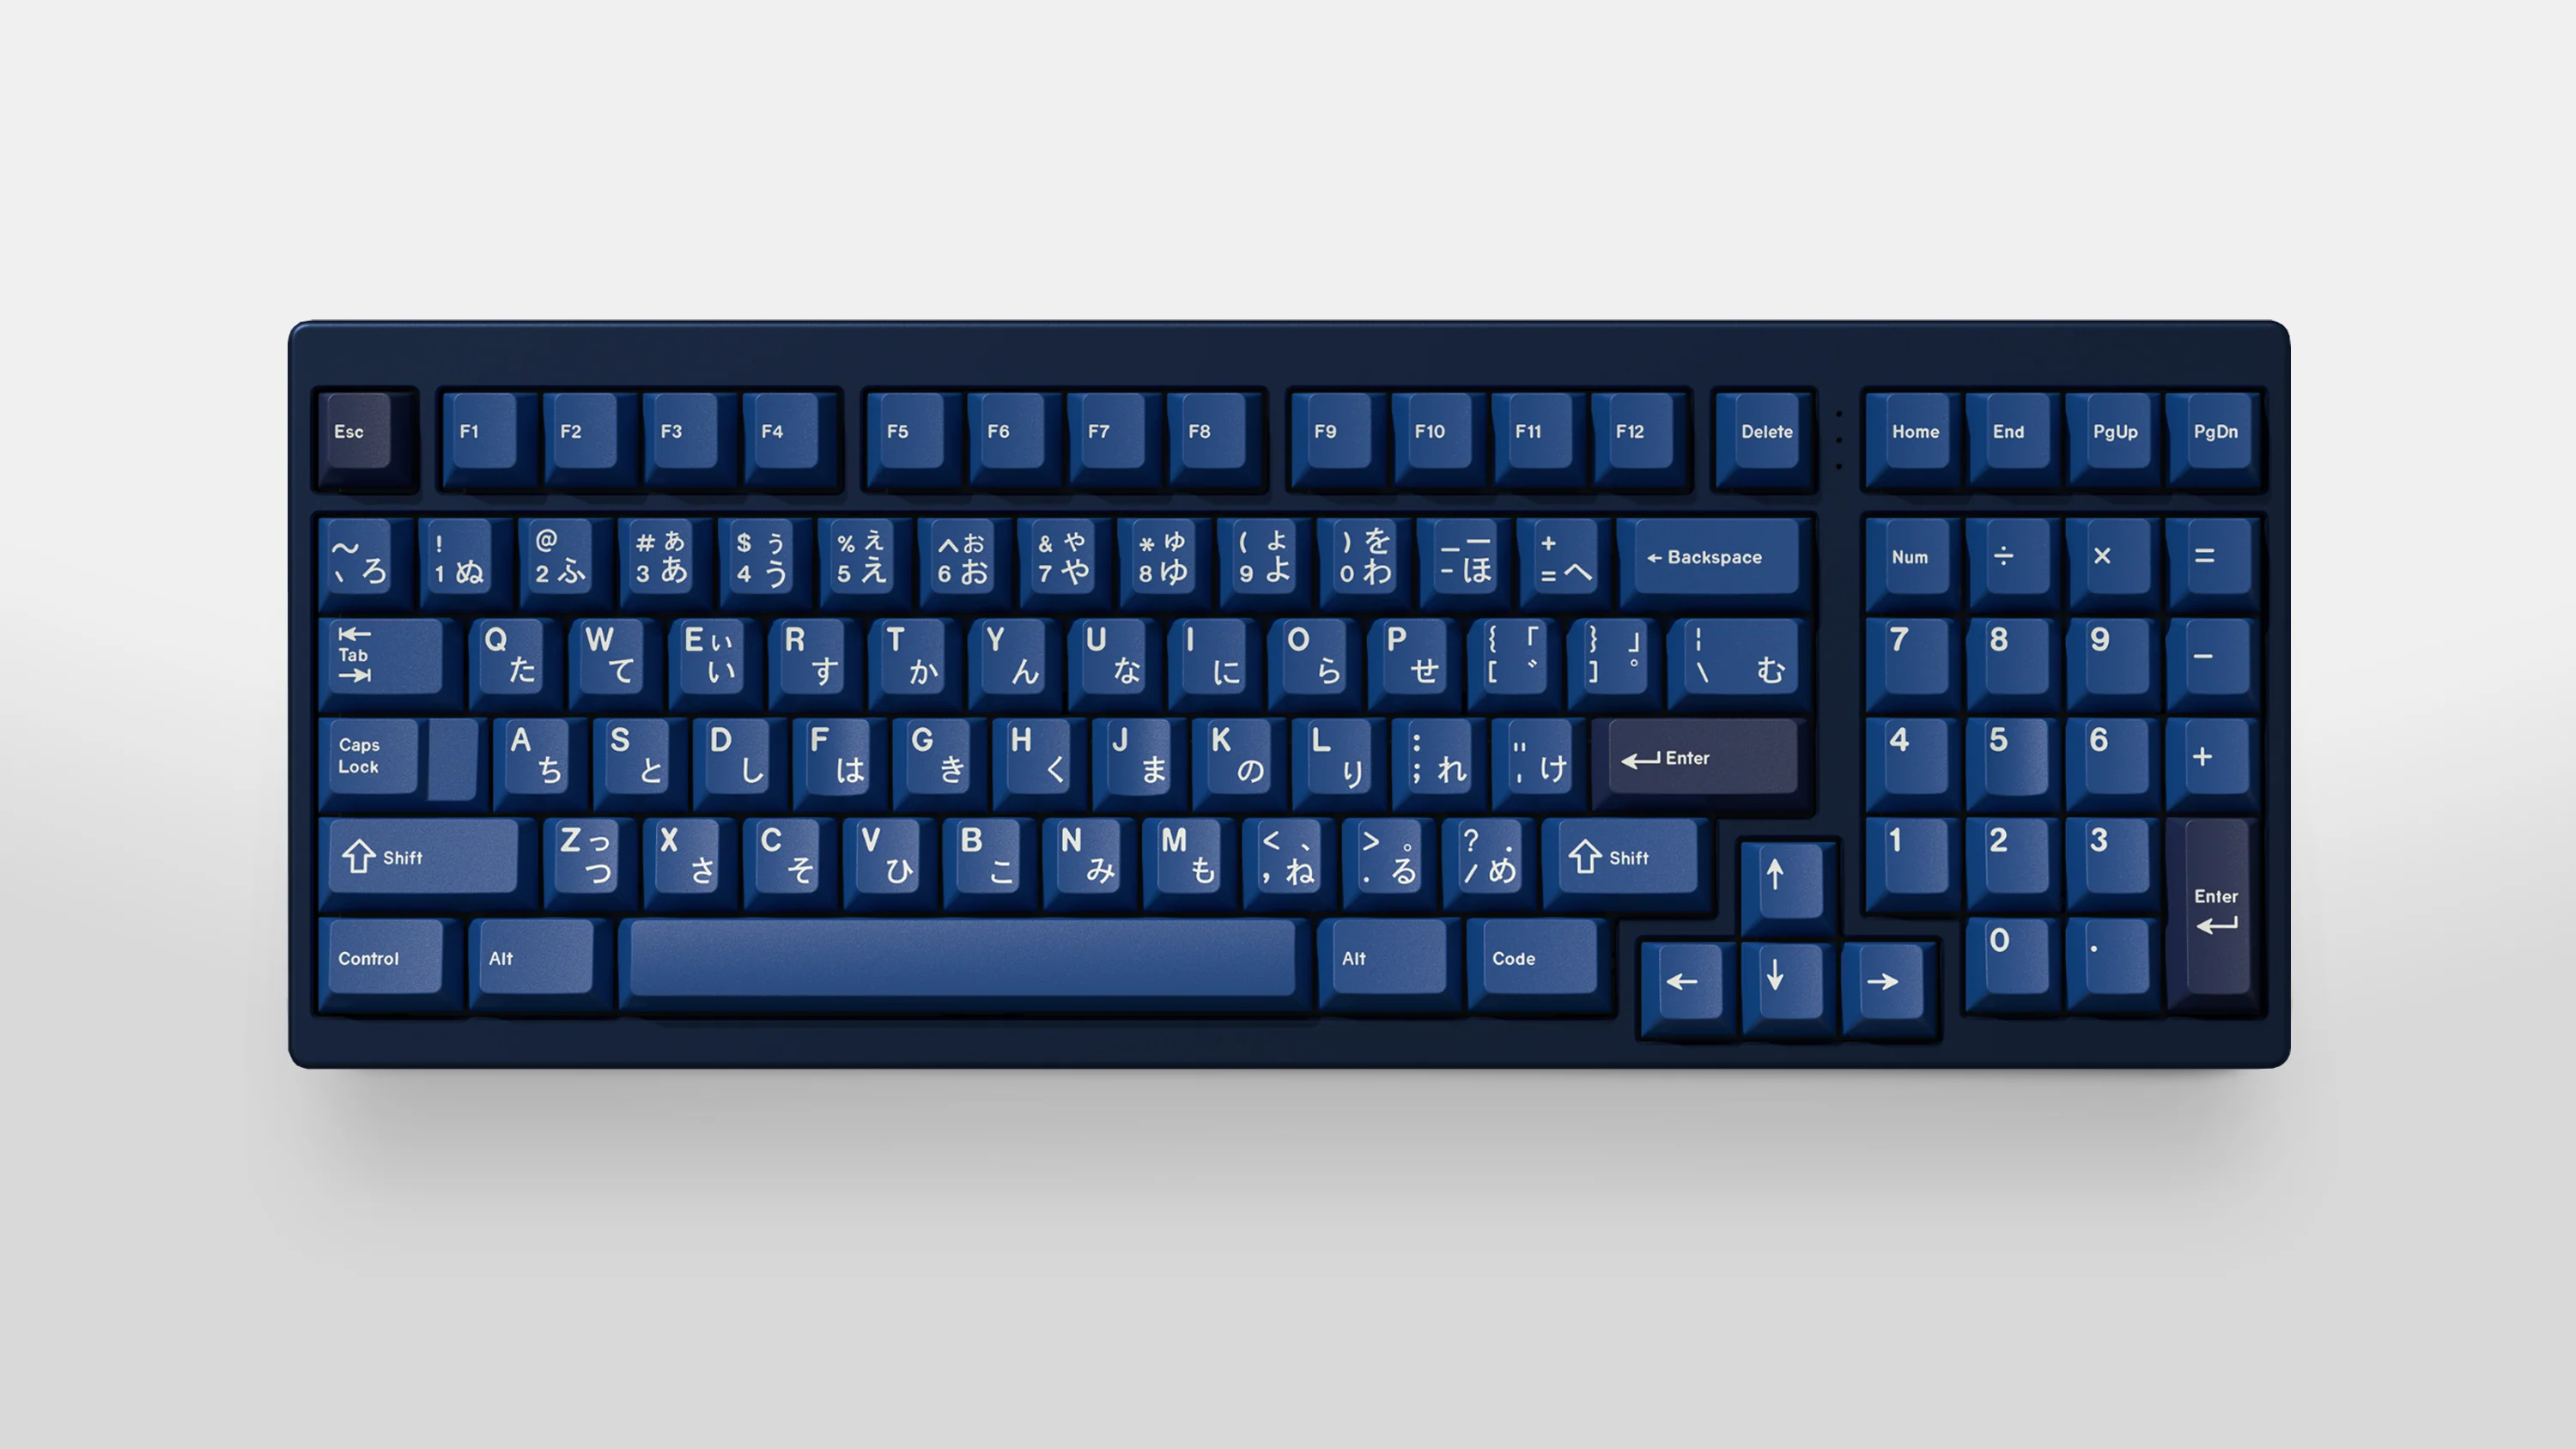 Esc F1 F2 F3 F4 F5 F6 F7 F8 F9 F10 F11 F12 Delete Home End PgUp PgDn
~ ! @ # ぁ $ ぅ % ぇ ^ ぉ & ゃ * ゅ ( ょ ) を _ ー + ← Backspace Num ÷ × =
` ろ 1 ぬ 2 ふ 3 あ 4 う 5 え 6 お 7 や 8 ゆ 9 よ 0 わ - ほ = へ
Tab Q W E ぃ R T Y U I O P { 「 } 」 ¦ 7 8 9 −
た て い す か ん な に ら せ [ ゛ ] ゜ \ む
Caps Lock A S D F G H J K L : " ↵ Enter 4 5 6 +
ち と し は き く ま の り ; れ ' け
⇧ Shift Z っ X C V B N M < 、 > 。 ? ・ ⇧ Shift ↑ 1 2 3 Enter ↵
つ さ そ ひ こ み も , ね . る / め
Control Alt Alt Code ← ↓ → 0 .